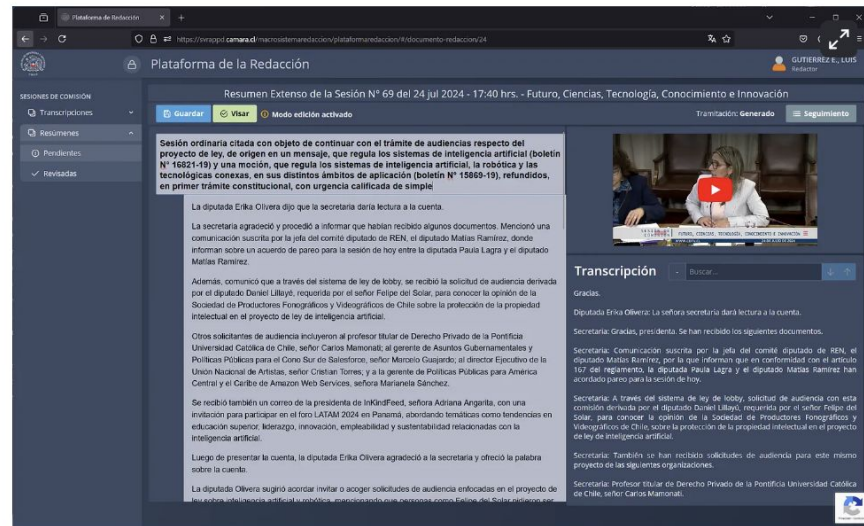 Plataforma de Redacción
https://svrappd.camara.cl/macrosistemaredaccion/plataformaredaccion/#/documento-redaccion/24
Plataforma de la Redacción
GUTIERREZ E., LUIS
Redactor
SESIONES DE COMISIÓN
Transcripciones
Resúmenes
Pendientes
Revisadas
Resumen Extenso de la Sesión N° 69 del 24 jul 2024 - 17:40 hrs. - Futuro, Ciencias, Tecnología, Conocimiento e Innovación
Guardar
Visar
Modo edición activado
Tramitación: Generado
Seguimiento
Sesión ordinaria citada con objeto de continuar con el trámite de audiencias respecto del
proyecto de ley, de origen en un mensaje, que regula los sistemas de inteligencia artificial (boletín
N° 16821-19) y una moción, que regula los sistemas de inteligencia artificial, la robótica y las
tecnológicas conexas, en sus distintos ámbitos de aplicación (boletín N° 15869-19), refundidos,
en primer trámite constitucional, con urgencia calificada de simple
La diputada Erika Olivera dijo que la secretaria daría lectura a la cuenta.
La secretaria agradeció y procedió a informar que habían recibido algunos documentos. Mencionó una
comunicación suscrita por la jefa del comité diputado de REN, el diputado Matías Ramírez, donde
informan sobre un acuerdo de pareo para la sesión de hoy entre la diputada Paula Lagra y el diputado
Matías Ramírez.
Además, comunicó que a través del sistema de ley de lobby, se recibió la solicitud de audiencia derivada
por el diputado Daniel Lillayé, requerida por el señor Felipe del Solar, para conocer la opinión de la
Sociedad de Productores Fonográficos y Videográficos de Chile sobre la protección de la propiedad
intelectual en el proyecto de ley de inteligencia artificial.
Otros solicitantes de audiencia incluyeron al profesor titular de Derecho Privado de la Pontificia
Universidad Católica de Chile, señor Carlos Mamonati; al gerente de Asuntos Gubernamentales y
Políticas Públicas para el Cono Sur de Salesforce, señor Marcelo Guajardo; al director Ejecutivo de la
Unión Nacional de Artistas, señor Cristian Torres; y a la gerente de Políticas Públicas para América
Central y el Caribe de Amazon Web Services, señora Marianela Sánchez.
Se recibió también un correo de la presidenta de InKindFeed, señora Adriana Angarita, con una
invitación para participar en el foro LATAM 2024 en Panamá, abordando temáticas como tendencias en
educación superior, liderazgo, innovación, empleabilidad y sustentabilidad relacionadas con la
inteligencia artificial.
Luego de presentar la cuenta, la diputada Erika Olivera agradeció a la secretaria y ofreció la palabra
sobre la cuenta.
La diputada Olivera sugirió acordar invitar o acoger solicitudes de audiencia enfocadas en el proyecto de
ley sobre inteligencia artificial y robótica, mencionando que personas como Felipe del Solar pidieron ser
FUTURO, CIENCIAS, TECNOLOGÍA, CONOCIMIENTO E INNOVACIÓN
Transcripción
Buscar...
Gracias.
Diputada Erika Olivera: La señora secretaria dará lectura a la cuenta.
Secretaria: Gracias, presidenta. Se han recibido los siguientes documentos.
Secretaria: Comunicación suscrita por la jefa del comité diputado de REN, el
diputado Matías Ramírez, por la que informan que en conformidad con el artículo
167 del reglamento, la diputada Paula Lagra y el diputado Matías Ramírez han
acordado pareo para la sesión de hoy.
Secretaria: A través del sistema de ley de lobby, solicitud de audiencia con esta
comisión derivada por el diputado Daniel Lillayú, requerida por el señor Felipe del
Solar, para conocer la opinión de la Sociedad de Productores Fonográficos y
Videográficos de Chile, sobre la protección de la propiedad intelectual en el proyecto
de ley de inteligencia artificial.
Secretaria: También se han recibido solicitudes de audiencia para este mismo
proyecto de las siguientes organizaciones.
Secretaria: Profesor titular de Derecho Privado de la Pontificia Universidad Católica
de Chile, señor Carlos Mamonati.